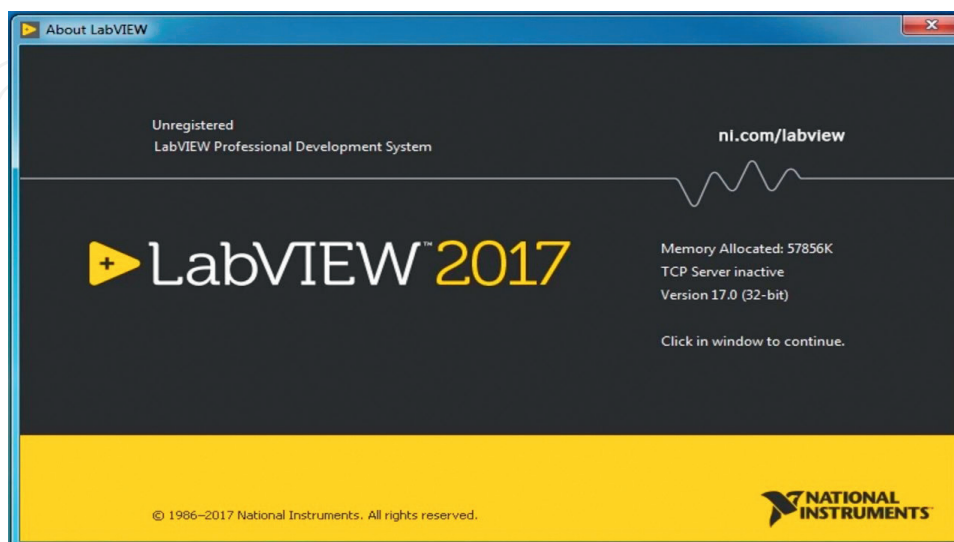 About LabVIEW
Unregistered
LabVIEW Professional Development System
ni.com/labview
LabVIEW™ 2017
Memory Allocated: 57856K
TCP Server inactive
Version 17.0 (32-bit)
Click in window to continue.
© 1986–2017 National Instruments. All rights reserved.
NATIONAL
INSTRUMENTS